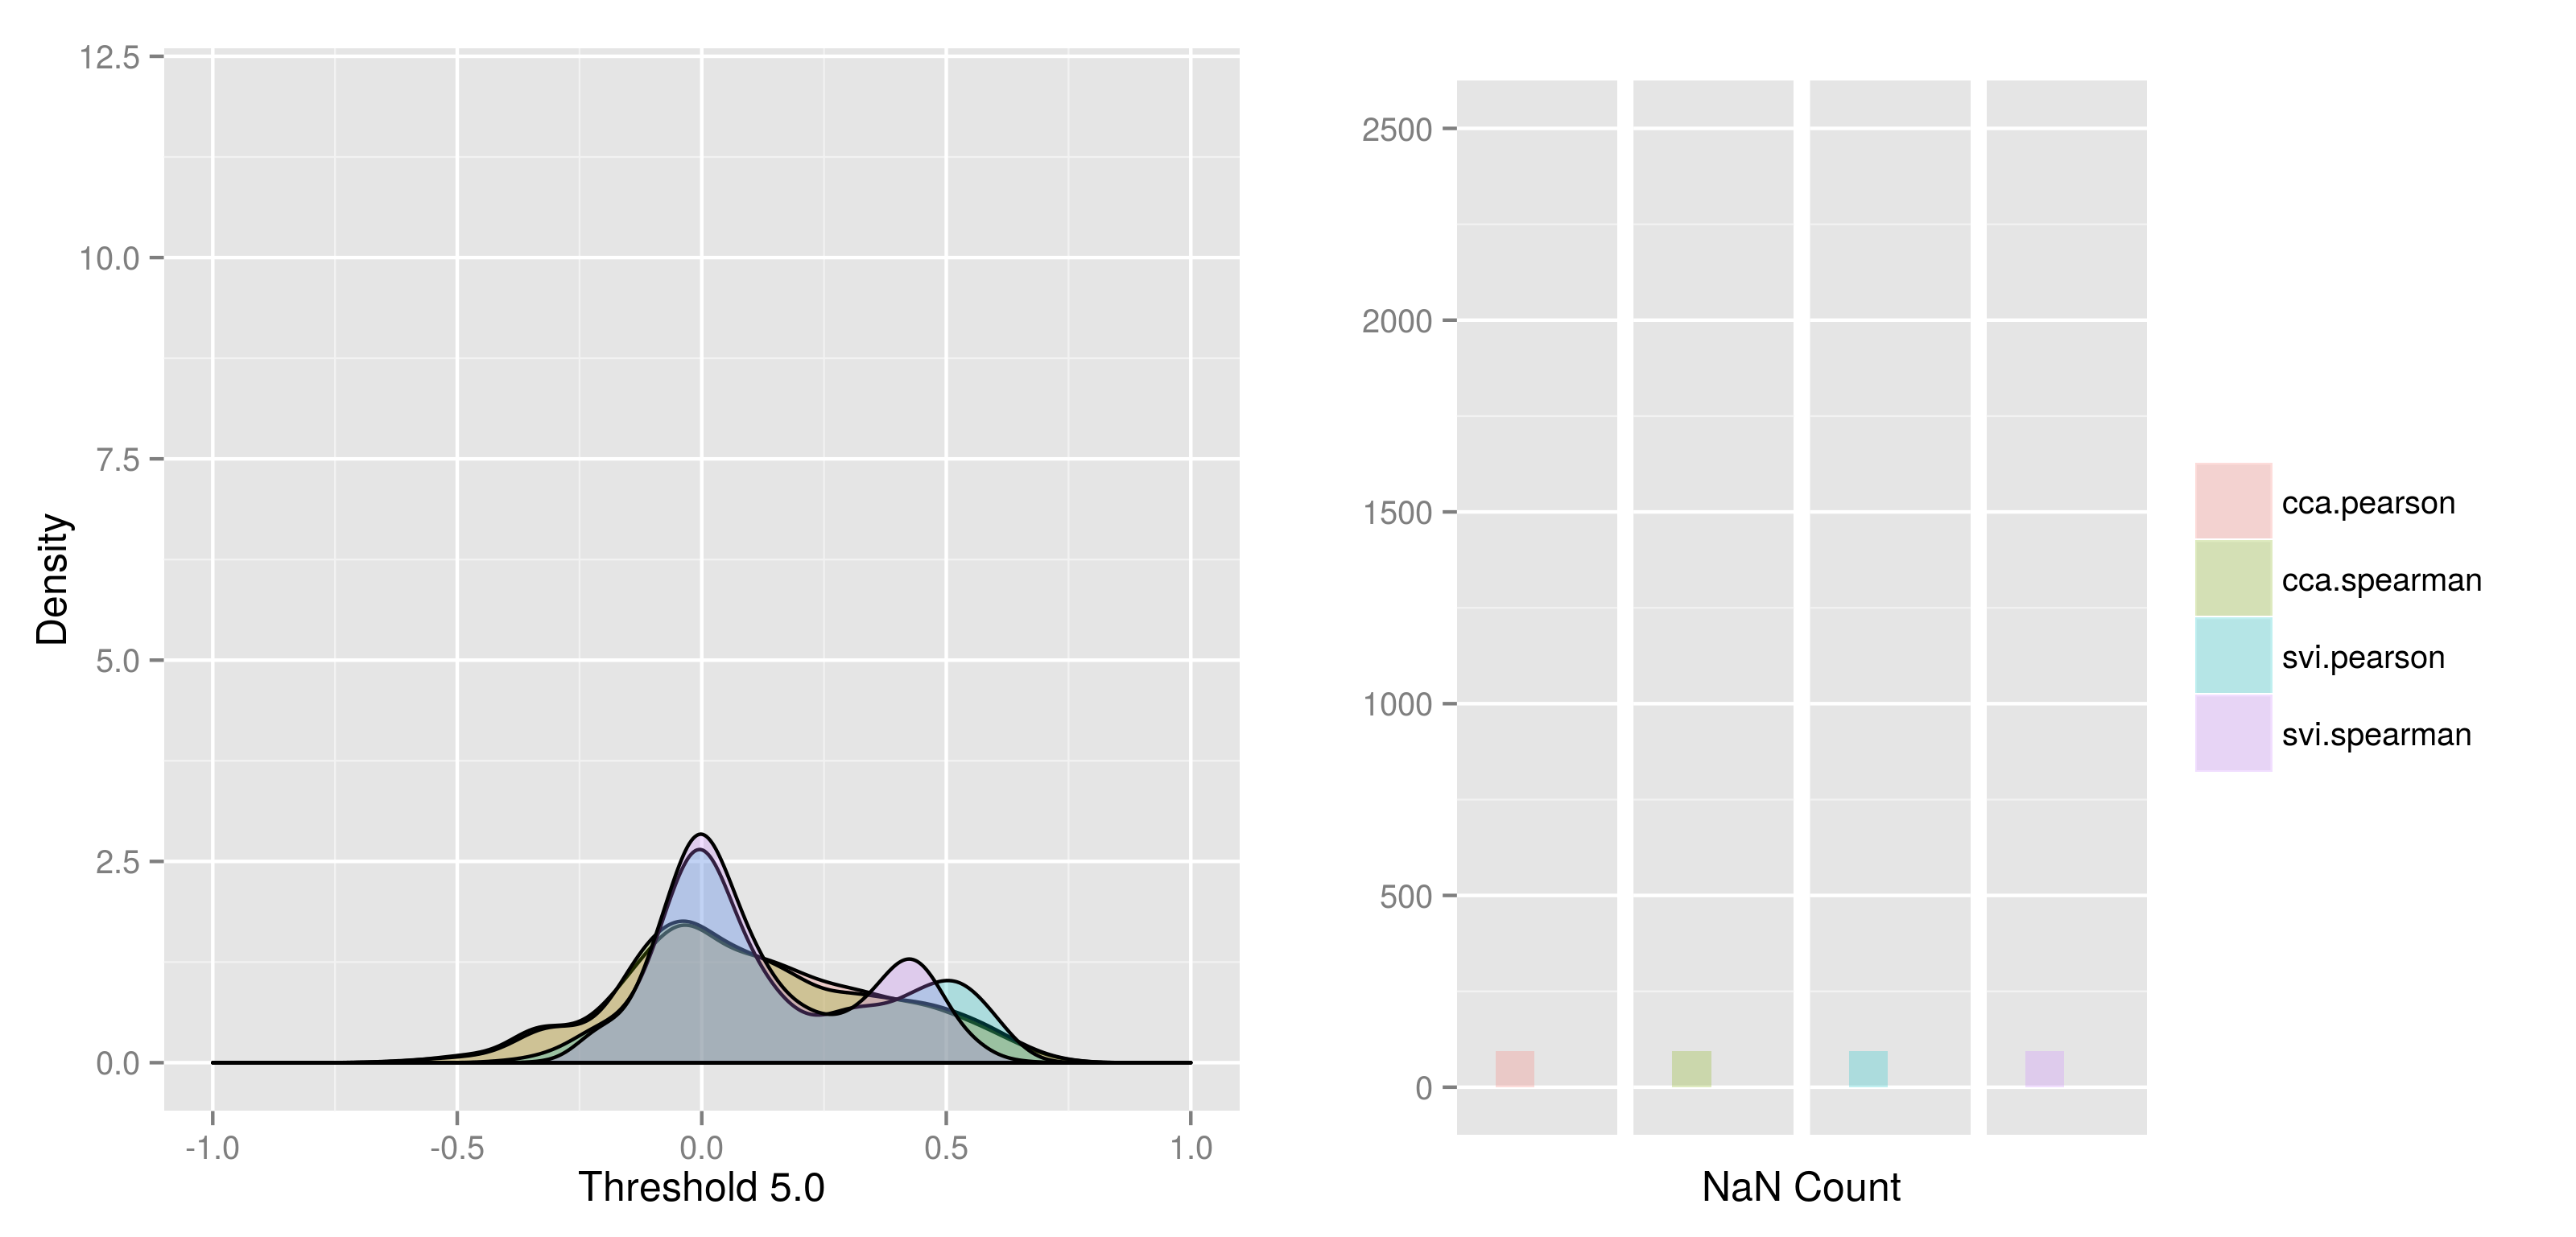 12.5
10.0
7.5
5.0
2.5
0.0
Density
-1.0 -0.5 0.0 0.5 1.0
Threshold 5.0
2500
2000
1500
1000
500
0
NaN Count
cca.pearson
cca.spearman
svi.pearson
svi.spearman